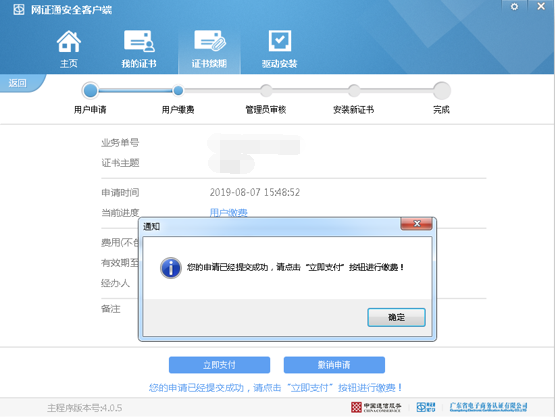 网证通安全客户端
主页
我的证书
证书续期
驱动安装
返回
用户申请
用户缴费
管理员审核
安装新证书
完成
业务单号
证书主题
申请时间
2019-08-07 15:48:52
当前进度
用户缴费
通知
费用(不包
有效期至
经办人
备注
您的申请已经提交成功，请点击“立即支付”按钮进行缴费！
确定
立即支付
撤销申请
您的申请已经提交成功，请点击“立即支付”按钮进行缴费！
主程序版本号:4.0.5
中国通信服务
广东省电子商务认证有限公司